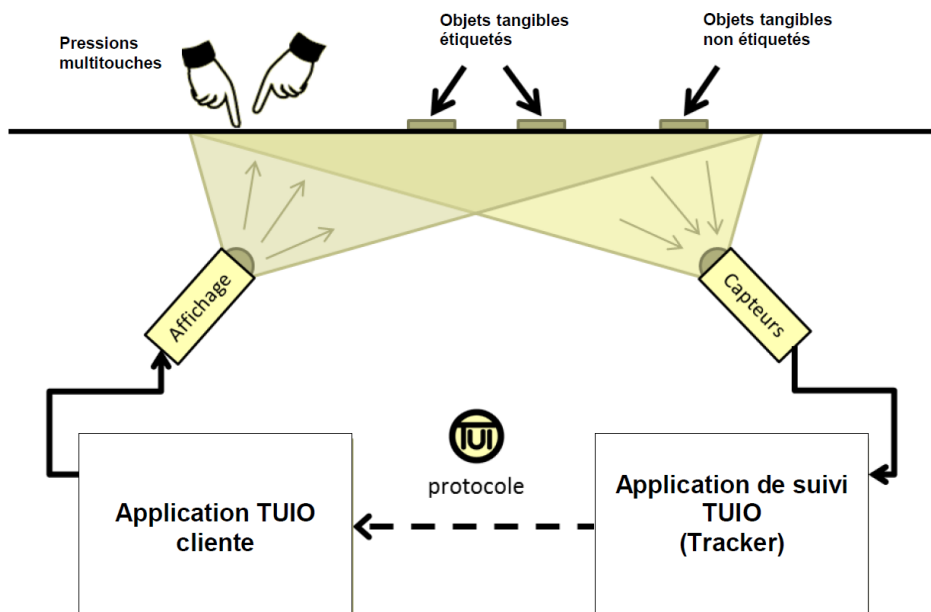 Pressions
multitouches
Objets tangibles
étiquetés
Objets tangibles
non étiquetés
Affichage
Capteurs
TUI
protocole
Application TUIO
cliente
Application de suivi
TUIO
(Tracker)